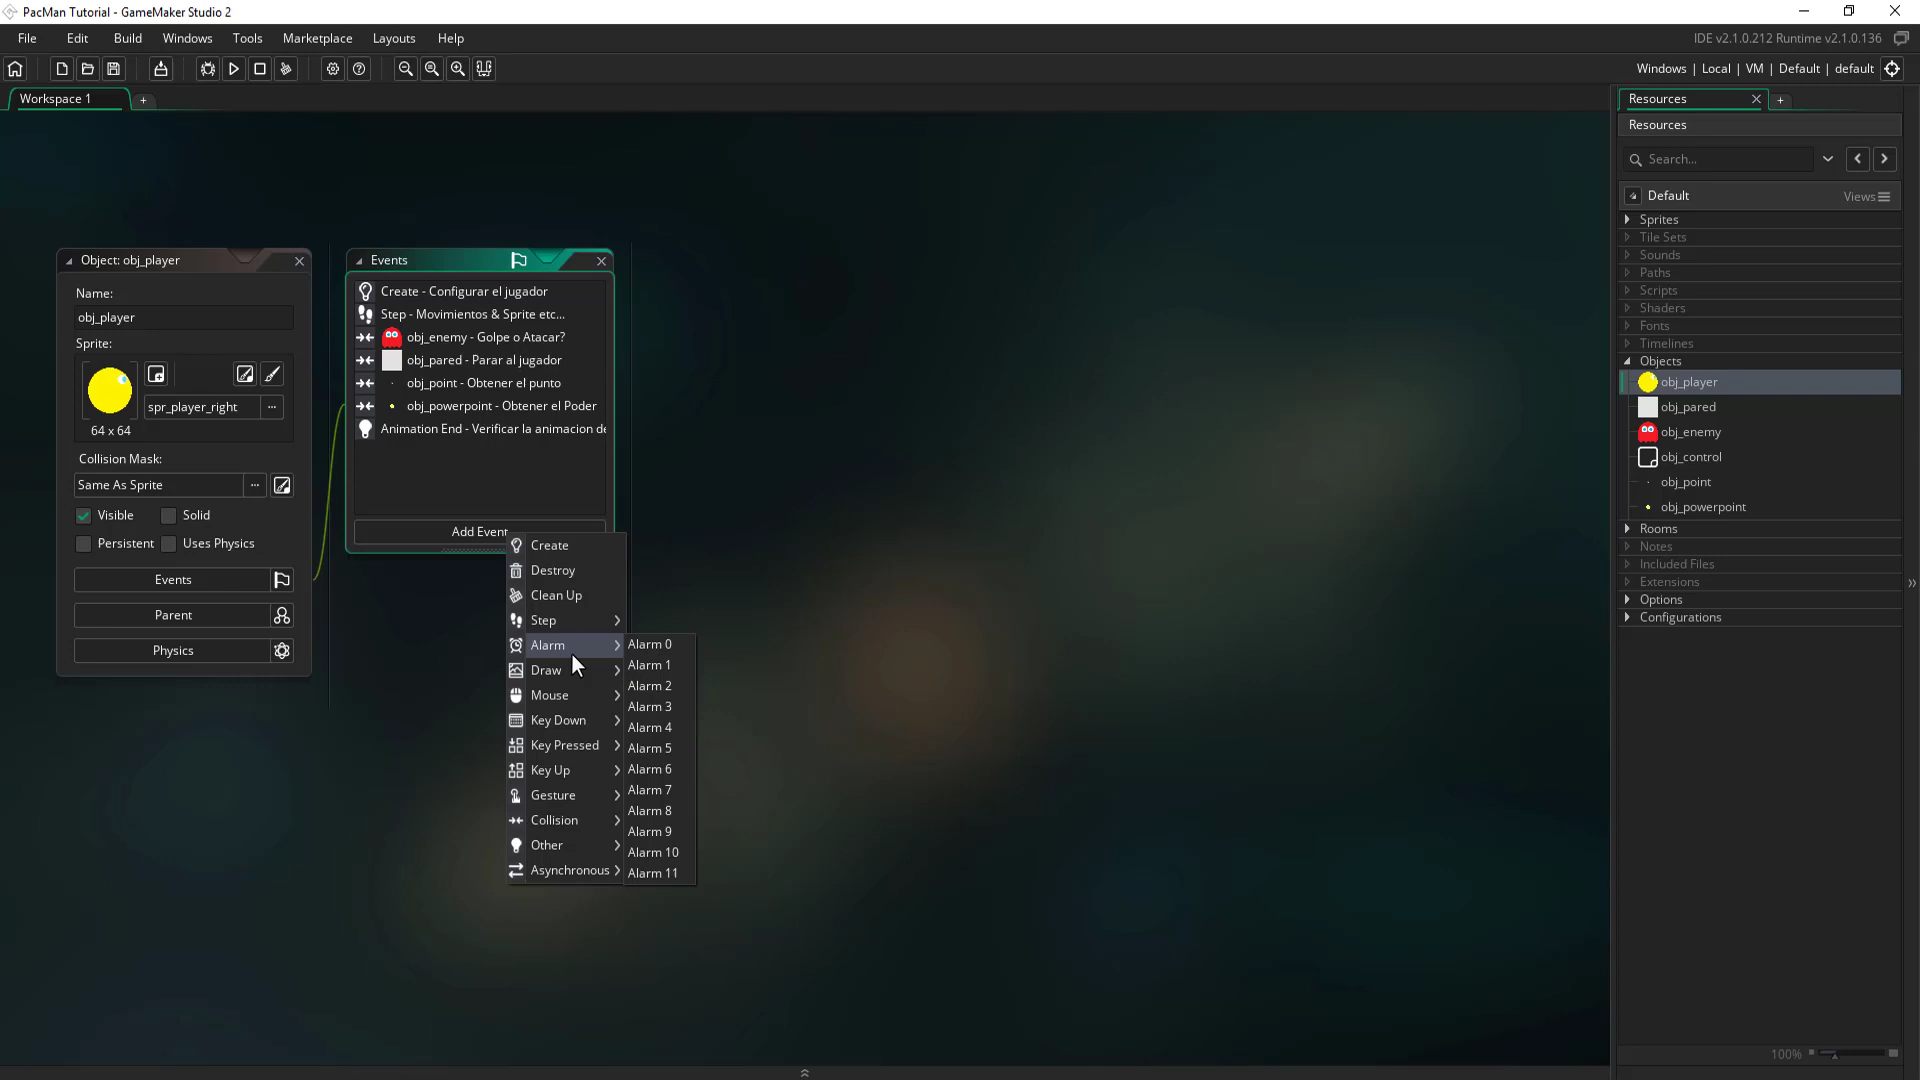 PacMan Tutorial - GameMaker Studio 2
File Edit Build Windows Tools Marketplace Layouts Help
IDE v2.1.0.212 Runtime v2.1.0.136
Windows | Local | VM | Default | default
Workspace 1
+
Resources
+
Resources
Search...
Default
Views
Sprites
Tile Sets
Sounds
Paths
Scripts
Shaders
Fonts
Timelines
Objects
obj_player
obj_pared
obj_enemy
obj_control
obj_point
obj_powerpoint
Rooms
Notes
Included Files
Extensions
Options
Configurations
100%
Object: obj_player
Name:
obj_player
Sprite:
spr_player_right
...
64 x 64
Collision Mask:
Same As Sprite
...
Visible
Solid
Persistent
Uses Physics
Events
Parent
Physics
Events
Create - Configurar el jugador
Step - Movimientos & Sprite etc...
obj_enemy - Golpe o Atacar?
obj_pared - Parar al jugador
obj_point - Obtener el punto
obj_powerpoint - Obtener el Poder
Animation End - Verificar la animacion de
Add Event
Create
Destroy
Clean Up
Step
Alarm
Draw
Mouse
Key Down
Key Pressed
Key Up
Gesture
Collision
Other
Asynchronous
Alarm 0
Alarm 1
Alarm 2
Alarm 3
Alarm 4
Alarm 5
Alarm 6
Alarm 7
Alarm 8
Alarm 9
Alarm 10
Alarm 11